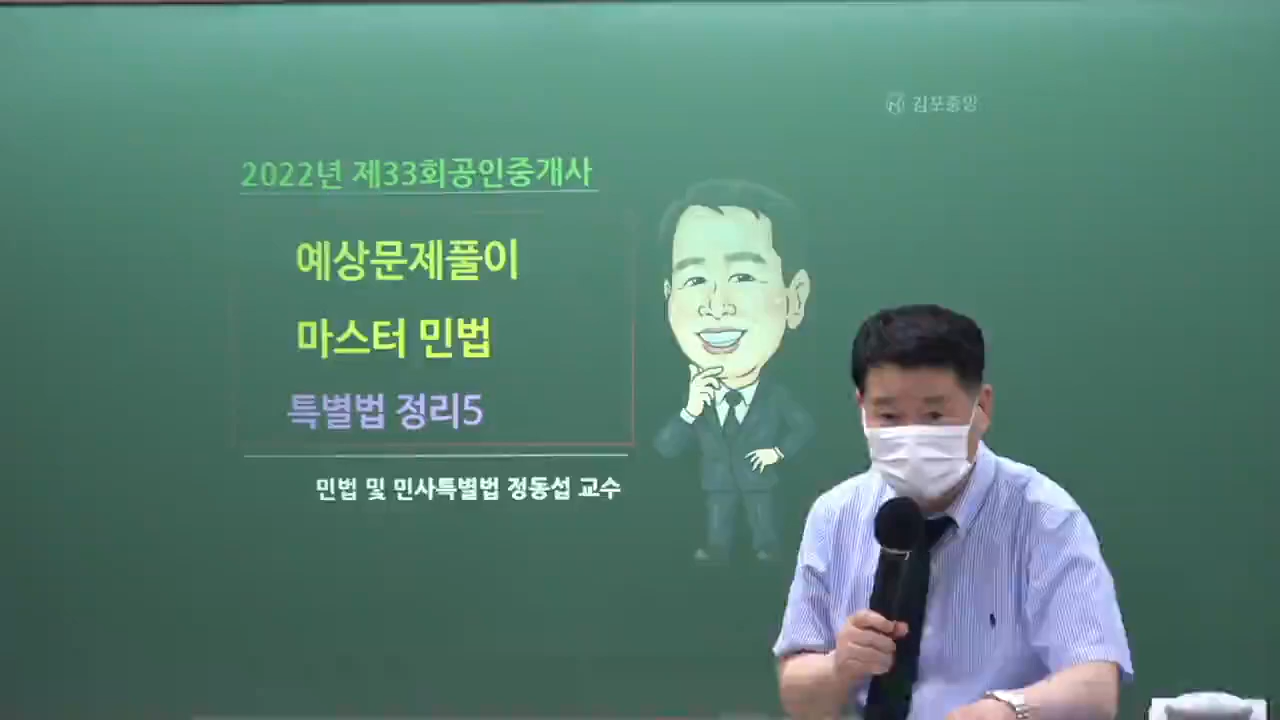 김포중앙
2022년 제33회공인중개사
예상문제풀이
마스터 민법
특별법 정리5
민법 및 민사특별법 정동섭 교수